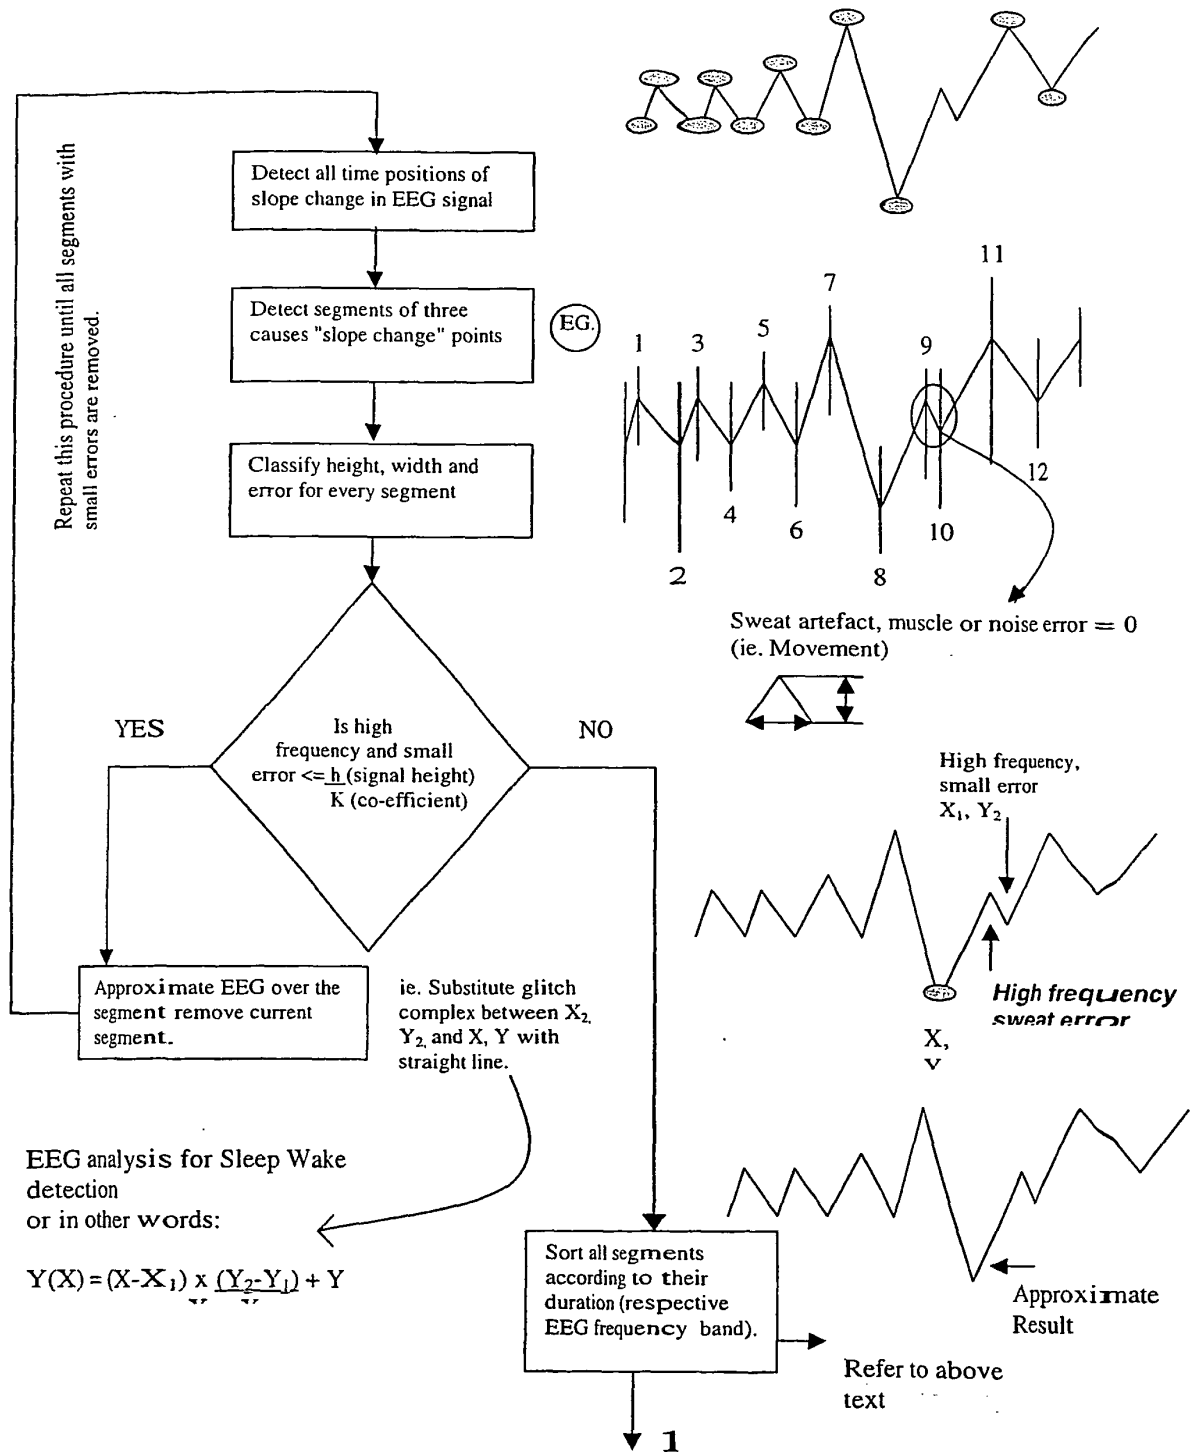 Repeat this procedure until all segments with
small errors are removed.
Detect all time positions of
slope change in EEG signal
Detect segments of three
causes "slope change" points
EG.
Classify height, width and
error for every segment
1
2
3
4
5
6
7
8
9
10
11
12
Sweat artefact, muscle or noise error = 0
(ie. Movement)
YES
Is high
frequency and small
error <= h (signal height)
K (co-efficient)
NO
High frequency,
small error
X₁, Y₂
High frequency
sweat error
X,
Approximate EEG over the
segment remove current
segment.
ie. Substitute glitch
complex between X₂,
Y₂, and X, Y with
straight line.
EEG analysis for Sleep Wake
detection
or in other words:
Y(X) = (X-X₁) x (Y₂-Y₁) + Y
Sort all segments
according to their
duration (respective
EEG frequency band).
Approximate
Result
Refer to above
text
1